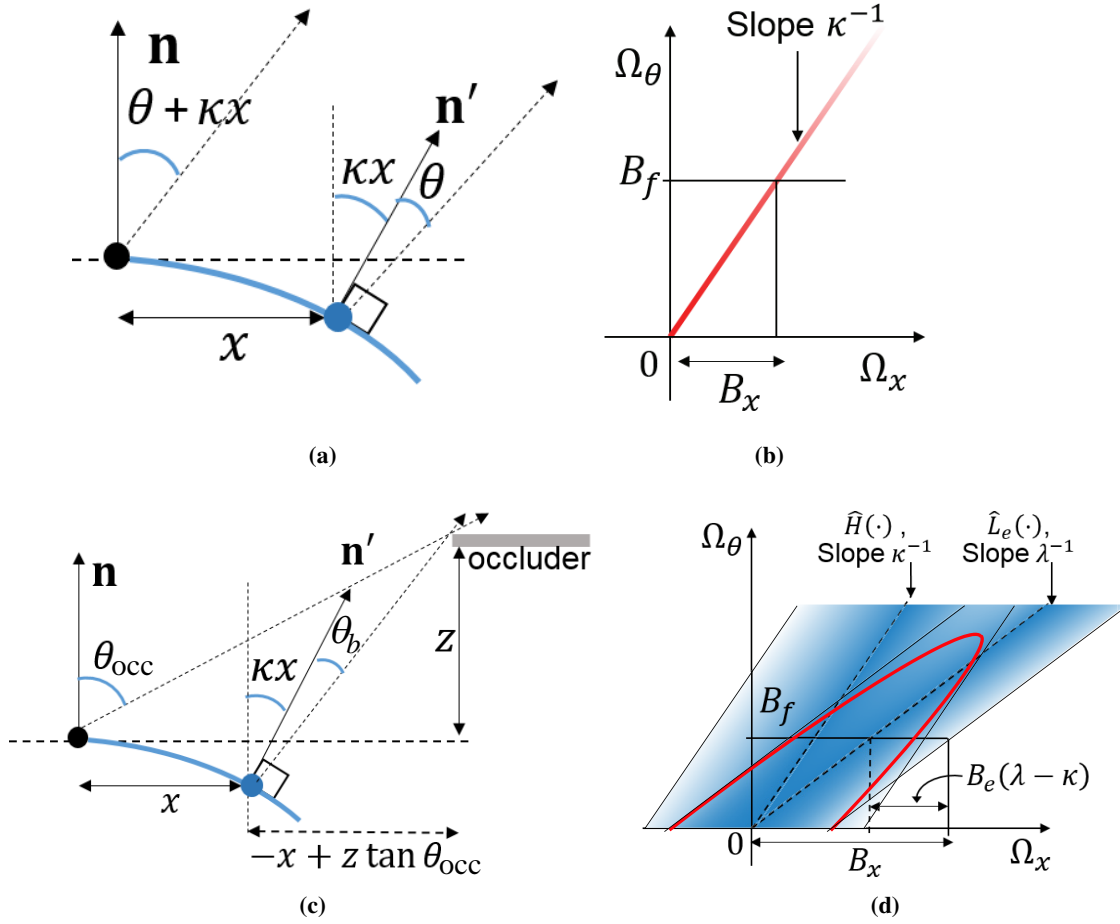 n
θ + κx
n′
κx
θ
x
(a)
Slope κ⁻¹
Ω_θ
B_f
0
B_x
Ω_x
(b)
n
n′
occluder
θ_occ
κx
θ_b
z
x
−x + z tan θ_occ
(c)
Ĥ(·) ,
Slope κ⁻¹
L̂_e(·),
Slope λ⁻¹
Ω_θ
B_f
B_e(λ − κ)
0
B_x
Ω_x
(d)